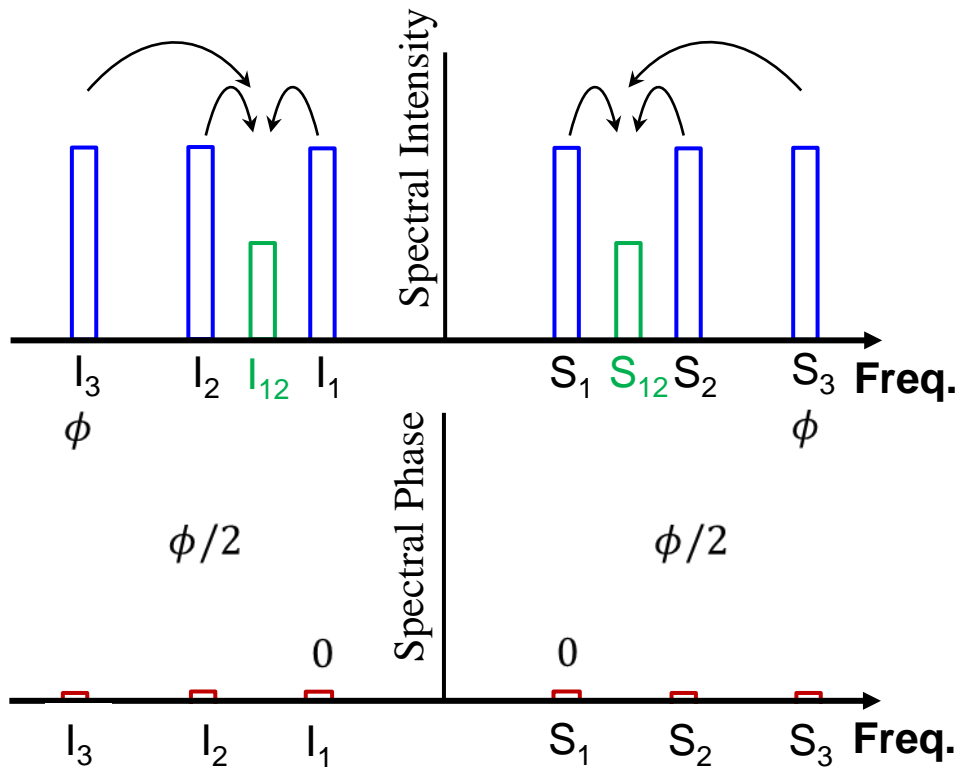 Spectral Intensity
I₃ I₂ I₁₂ I₁ S₁ S₁₂ S₂ S₃ Freq.
ϕ ϕ
Spectral Phase
ϕ/2 ϕ/2
0 0
I₃ I₂ I₁ S₁ S₂ S₃ Freq.